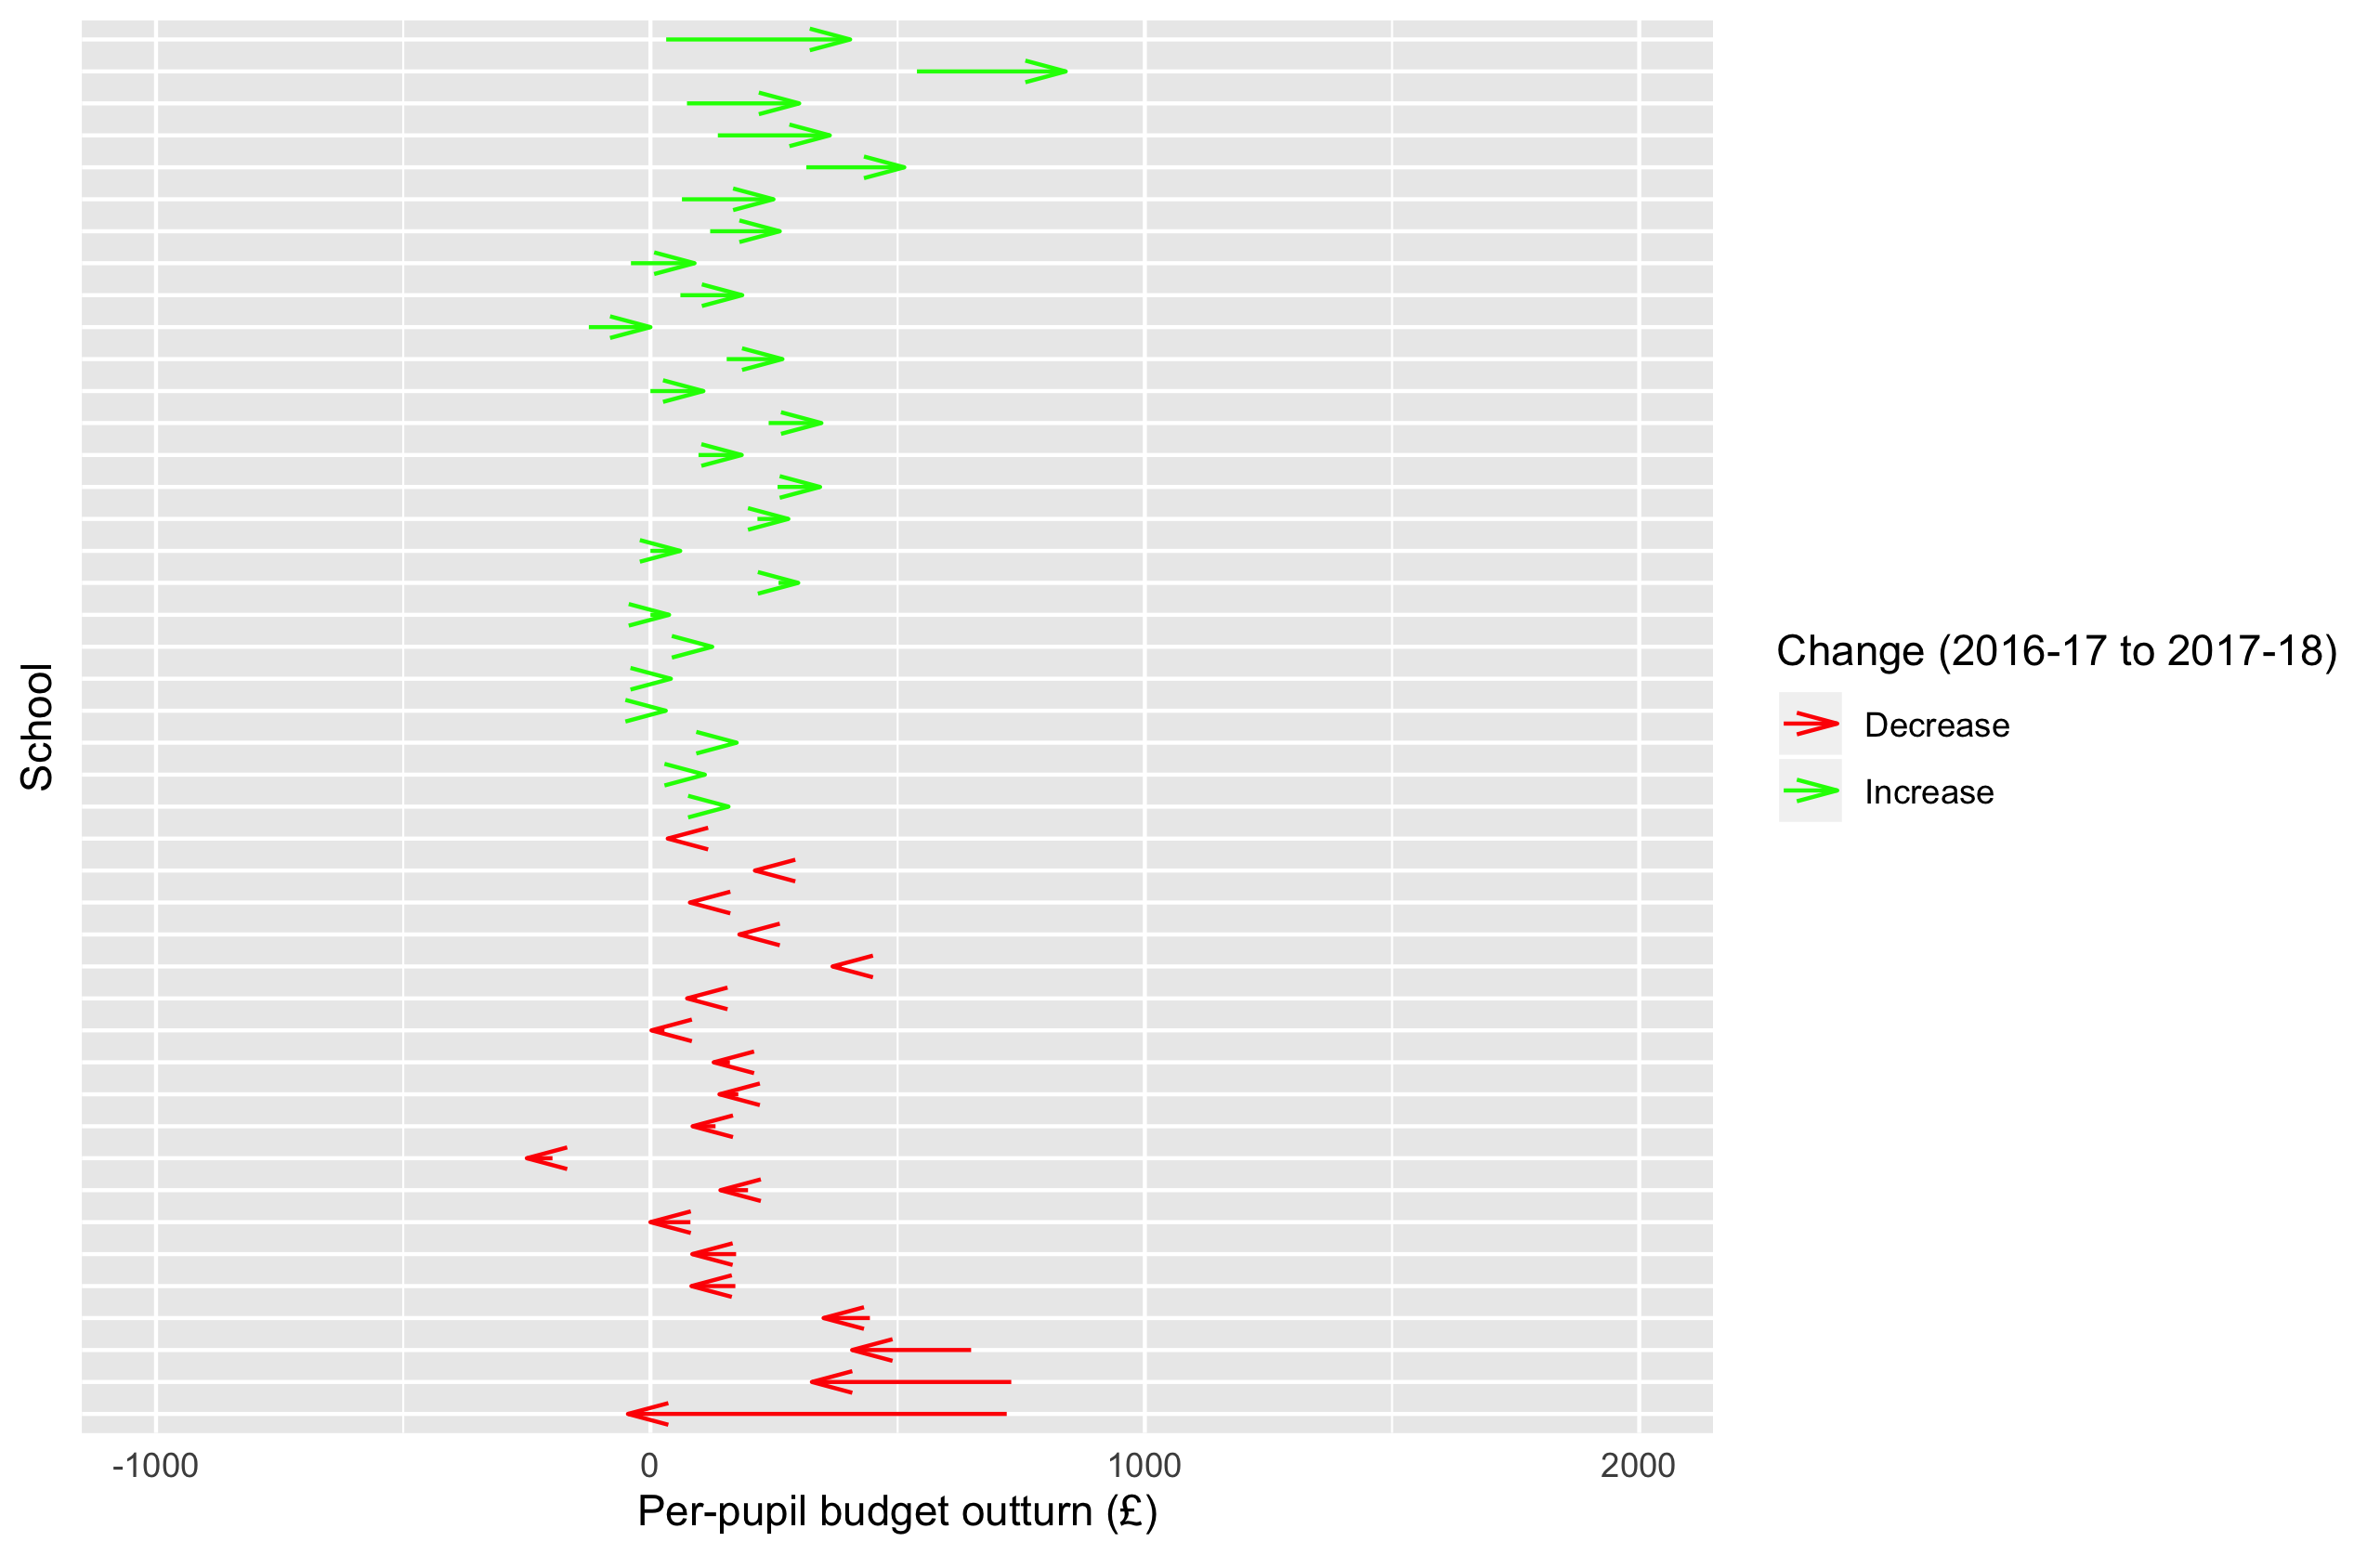 School
Change (2016-17 to 2017-18)
Decrease
Increase
-1000 0 1000 2000
Per-pupil budget outturn (£)